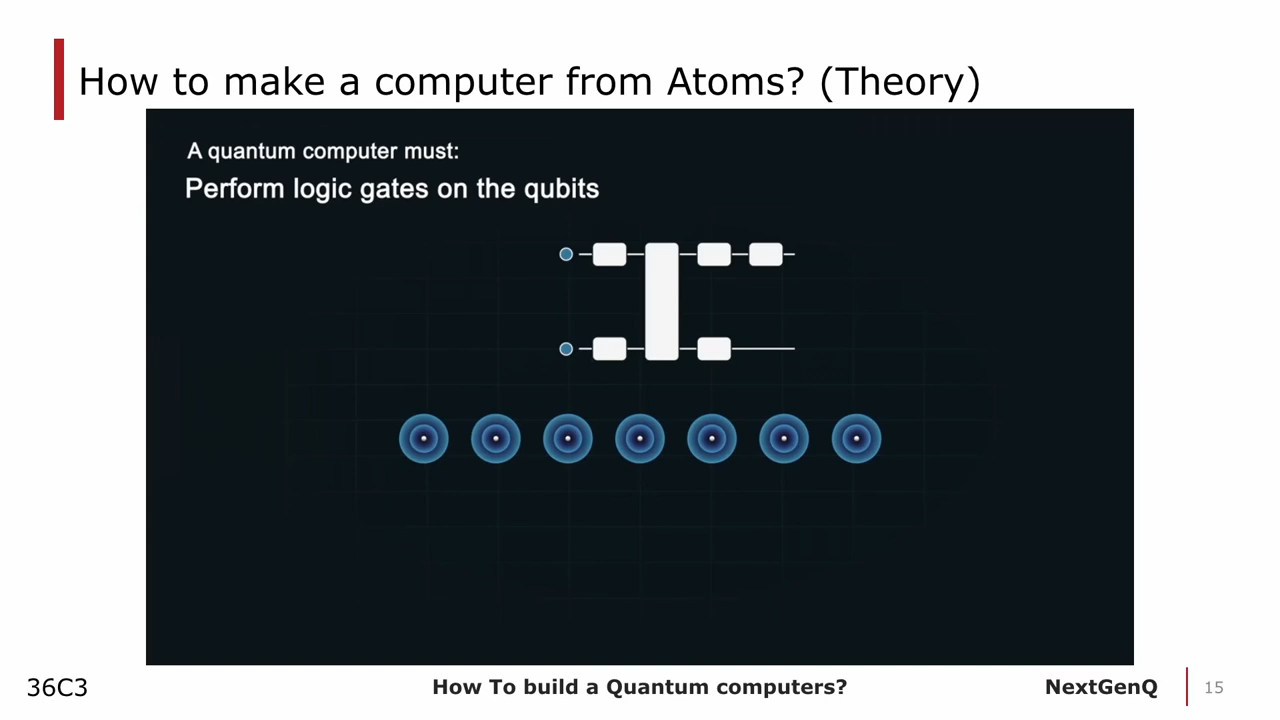 How to make a computer from Atoms? (Theory)
A quantum computer must:
Perform logic gates on the qubits
36C3
How To build a Quantum computers?
NextGenQ
15